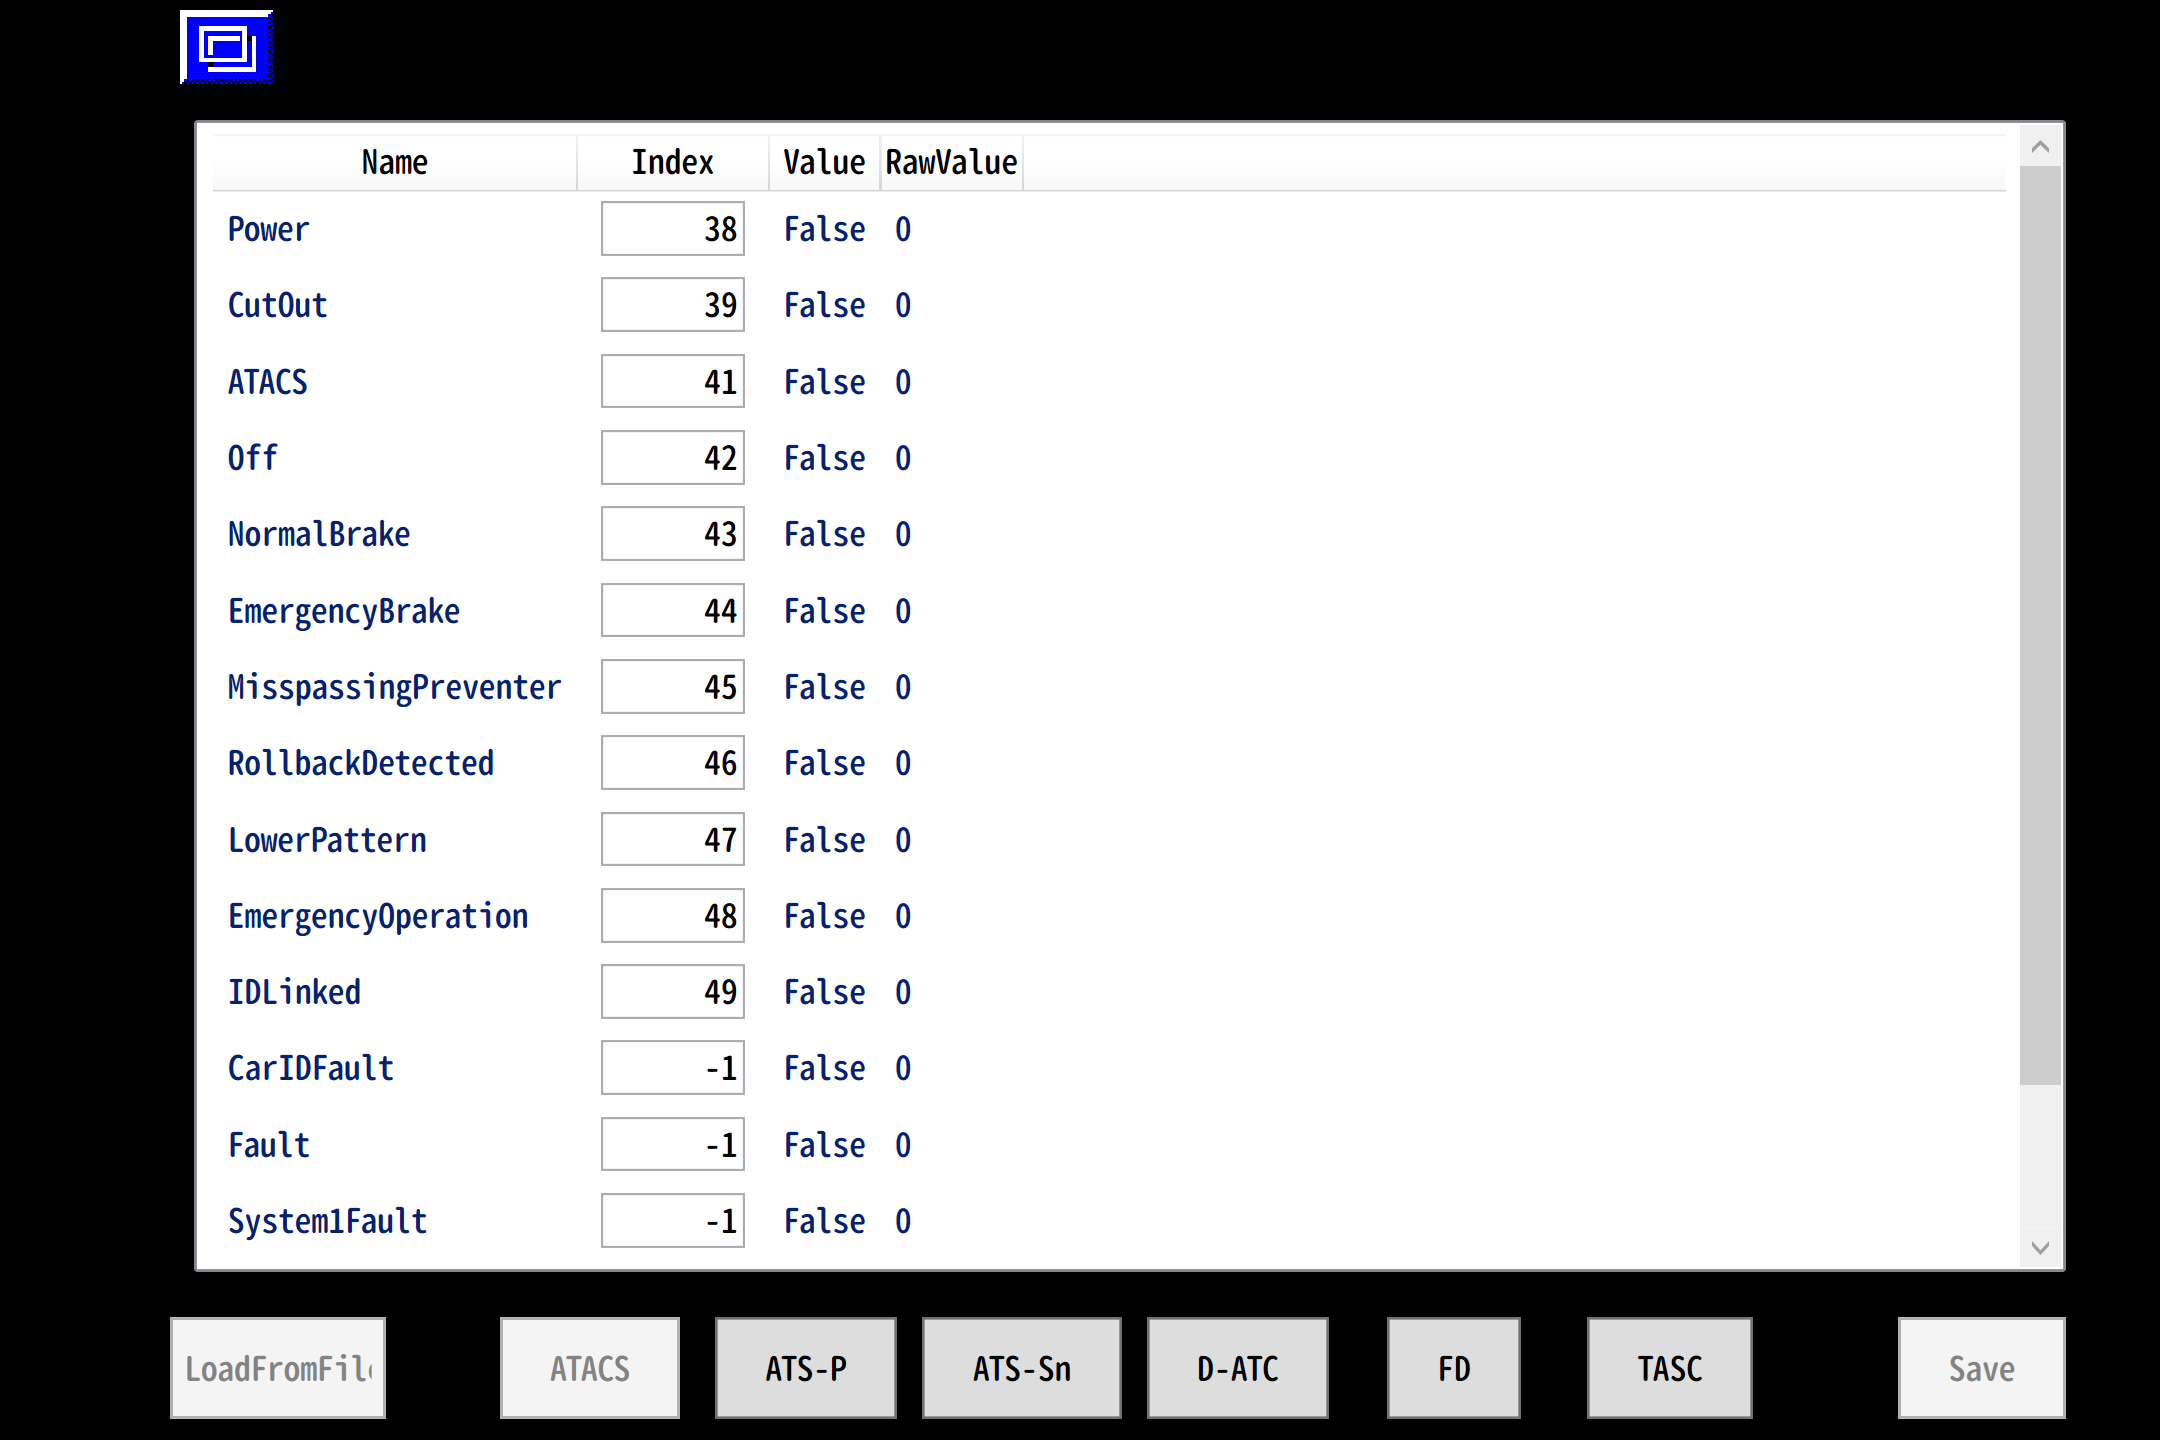 Name Index Value RawValue
Power 38 False 0
CutOut 39 False 0
ATACS 41 False 0
Off 42 False 0
NormalBrake 43 False 0
EmergencyBrake 44 False 0
MisspassingPreventer 45 False 0
RollbackDetected 46 False 0
LowerPattern 47 False 0
EmergencyOperation 48 False 0
IDLinked 49 False 0
CarIDFault -1 False 0
Fault -1 False 0
System1Fault -1 False 0
LoadFromFile ATACS ATS-P ATS-Sn D-ATC FD TASC Save